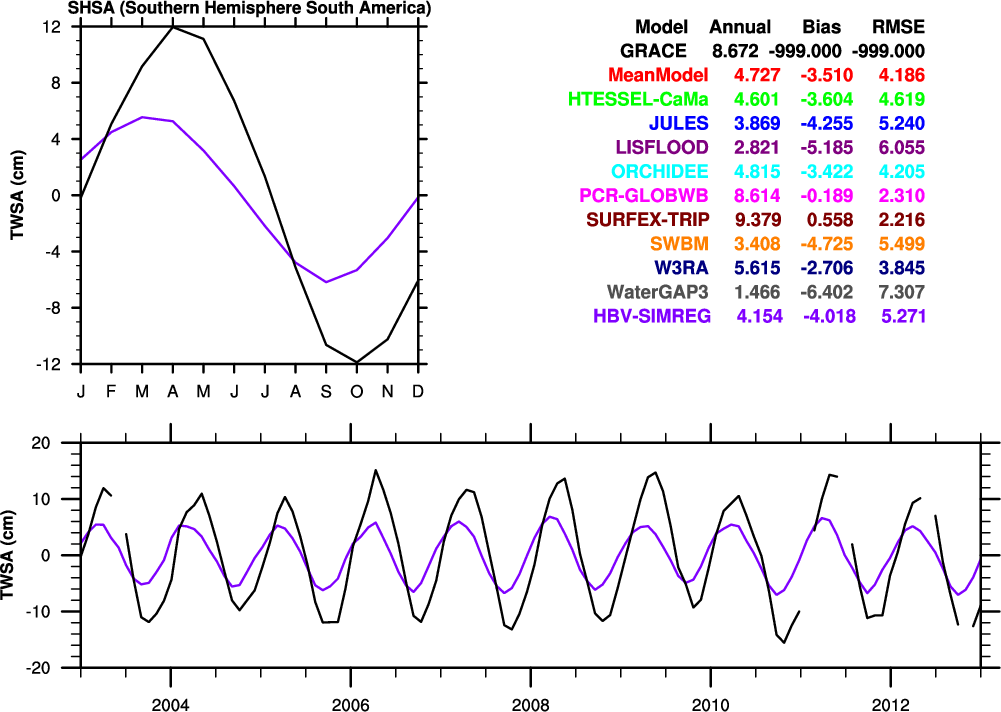 SHSA (Southern Hemisphere South America)
12
8
4
0
-4
-8
-12
TWSA (cm)
J F M A M J J A S O N D
Model Annual Bias RMSE
GRACE 8.672 -999.000 -999.000
MeanModel 4.727 -3.510 4.186
HTESSEL-CaMa 4.601 -3.604 4.619
JULES 3.869 -4.255 5.240
LISFLOOD 2.821 -5.185 6.055
ORCHIDEE 4.815 -3.422 4.205
PCR-GLOBWB 8.614 -0.189 2.310
SURFEX-TRIP 9.379 0.558 2.216
SWBM 3.408 -4.725 5.499
W3RA 5.615 -2.706 3.845
WaterGAP3 1.466 -6.402 7.307
HBV-SIMREG 4.154 -4.018 5.271
20
10
0
-10
-20
TWSA (cm)
2004 2006 2008 2010 2012